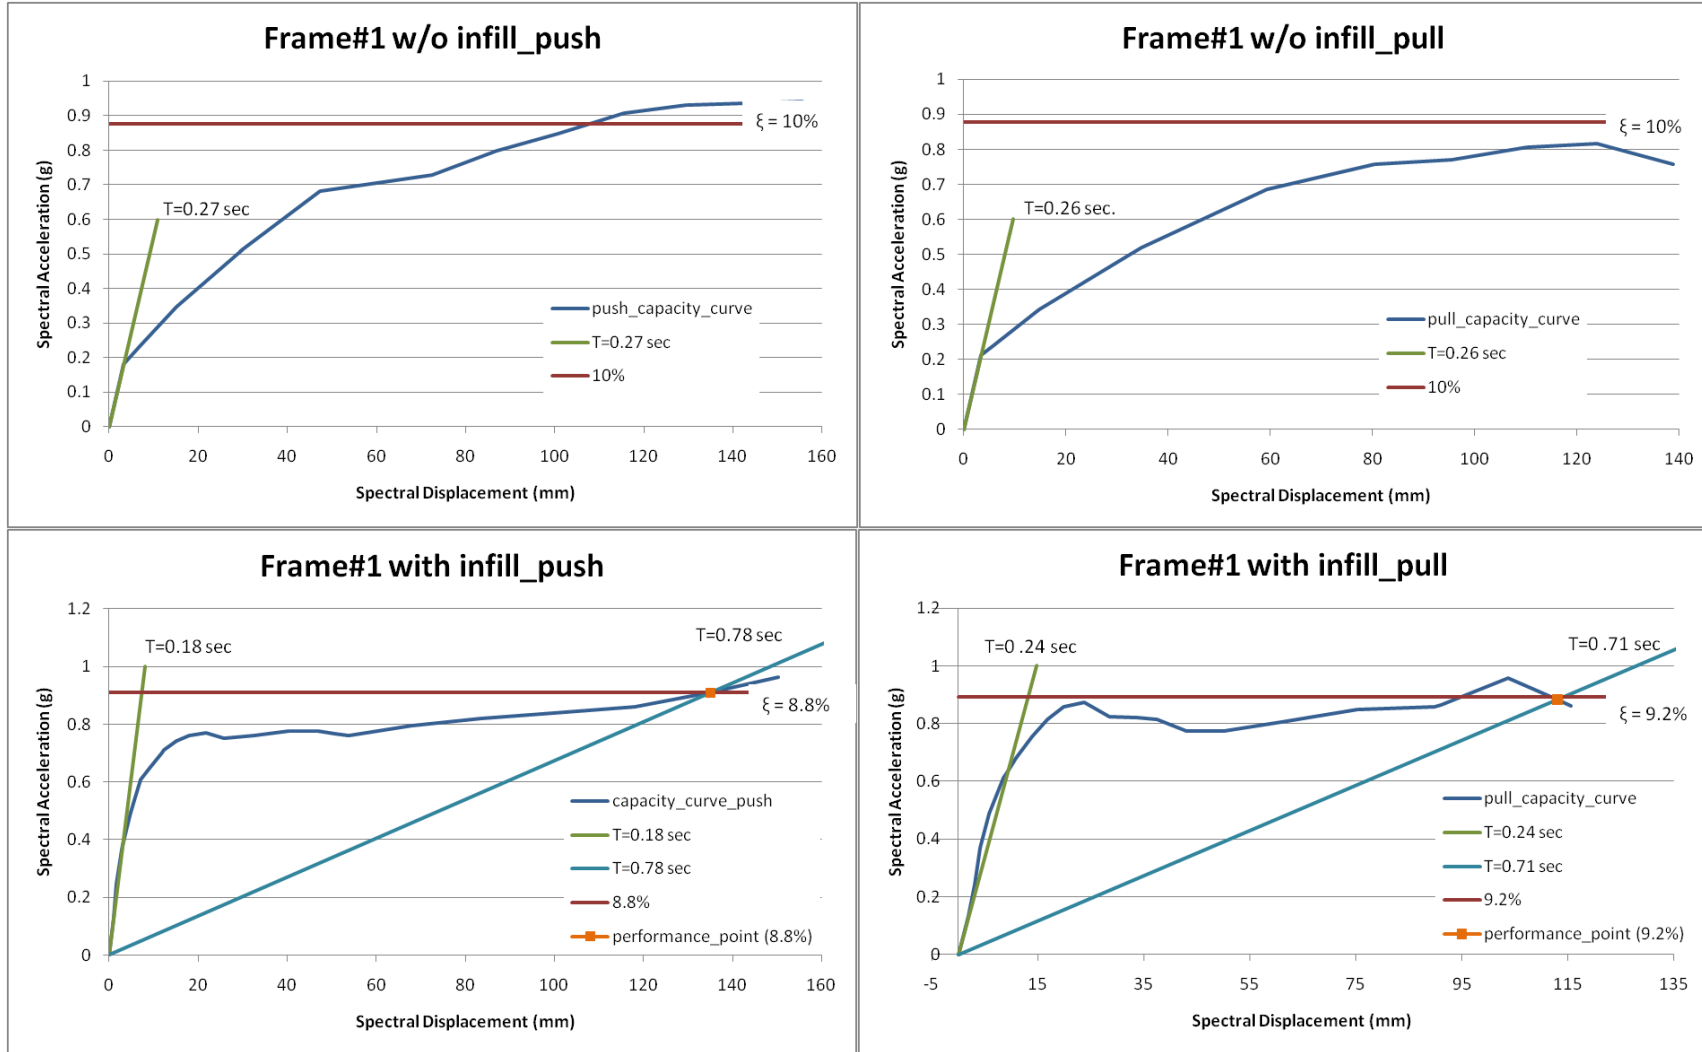 Frame#1 w/o infill_push
1
0.9
0.8
0.7
0.6
0.5
0.4
0.3
0.2
0.1
0
Spectral Acceleration (g)
T=0.27 sec
ξ = 10%
push_capacity_curve
T=0.27 sec
10%
0 20 40 60 80 100 120 140 160
Spectral Displacement (mm)
Frame#1 w/o infill_pull
1
0.9
0.8
0.7
0.6
0.5
0.4
0.3
0.2
0.1
0
Spectral Acceleration (g)
T=0.26 sec.
ξ = 10%
pull_capacity_curve
T=0.26 sec
10%
0 20 40 60 80 100 120 140
Spectral Displacement (mm)
Frame#1 with infill_push
1.2
1
0.8
0.6
0.4
0.2
0
Spectral Acceleration (g)
T=0.18 sec
T=0.78 sec
ξ = 8.8%
capacity_curve_push
T=0.18 sec
T=0.78 sec
8.8%
performance_point (8.8%)
0 20 40 60 80 100 120 140 160
Spectral Displacement (mm)
Frame#1 with infill_pull
1.2
1
0.8
0.6
0.4
0.2
0
Spectral Acceleration (g)
T=0 .24 sec
T=0 .71 sec
ξ = 9.2%
pull_capacity_curve
T=0.24 sec
T=0.71 sec
9.2%
performance_point (9.2%)
-5 15 35 55 75 95 115 135
Spectral Displacement (mm)